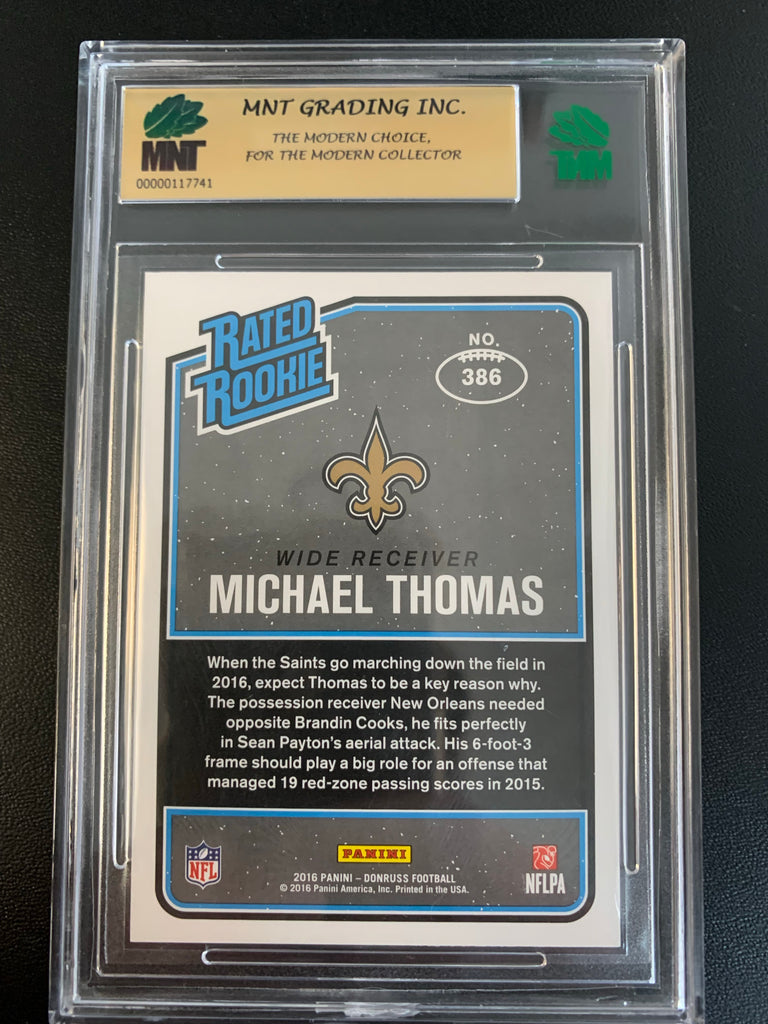 MNT GRADING INC.
THE MODERN CHOICE,
FOR THE MODERN COLLECTOR
MNT
00000117741
MNT
RATED
ROOKIE
NO.
386
WIDE RECEIVER
MICHAEL THOMAS
When the Saints go marching down the field in
2016, expect Thomas to be a key reason why.
The possession receiver New Orleans needed
opposite Brandin Cooks, he fits perfectly
in Sean Payton's aerial attack. His 6-foot-3
frame should play a big role for an offense that
managed 19 red-zone passing scores in 2015.
NFL
PANINI
2016 PANINI – DONRUSS FOOTBALL
© 2016 Panini America, Inc. Printed in the USA.
NFLPA